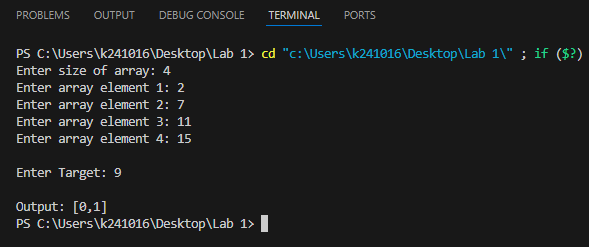 PROBLEMS OUTPUT DEBUG CONSOLE TERMINAL PORTS
PS C:\Users\k241016\Desktop\Lab 1> cd "c:\Users\k241016\Desktop\Lab 1\" ; if ($?)
Enter size of array: 4
Enter array element 1: 2
Enter array element 2: 7
Enter array element 3: 11
Enter array element 4: 15
Enter Target: 9
Output: [0,1]
PS C:\Users\k241016\Desktop\Lab 1>